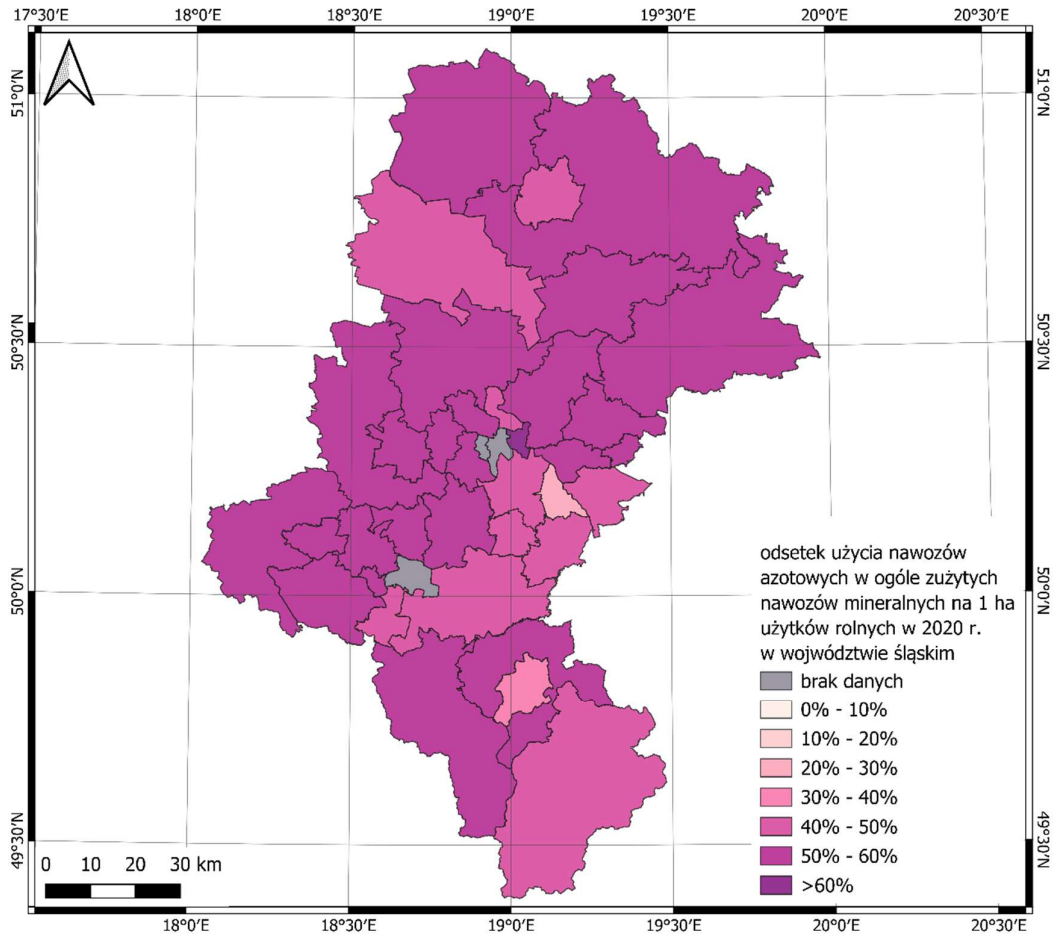 17°30'E 18°0'E 18°30'E 19°0'E 19°30'E 20°0'E 20°30'E
51°0'N 51°0'N
50°30'N 50°30'N
50°0'N 50°0'N
odsetek użycia nawozów
azotowych w ogóle zużytych
nawozów mineralnych na 1 ha
użytków rolnych w 2020 r.
w wojwództwie śląskim
brak danych
0% - 10%
10% - 20%
20% - 30%
30% - 40%
40% - 50%
50% - 60%
>60%
49°30'N 49°30'N
0 10 20 30 km
18°0'E 18°30'E 19°0'E 19°30'E 20°0'E 20°30'E